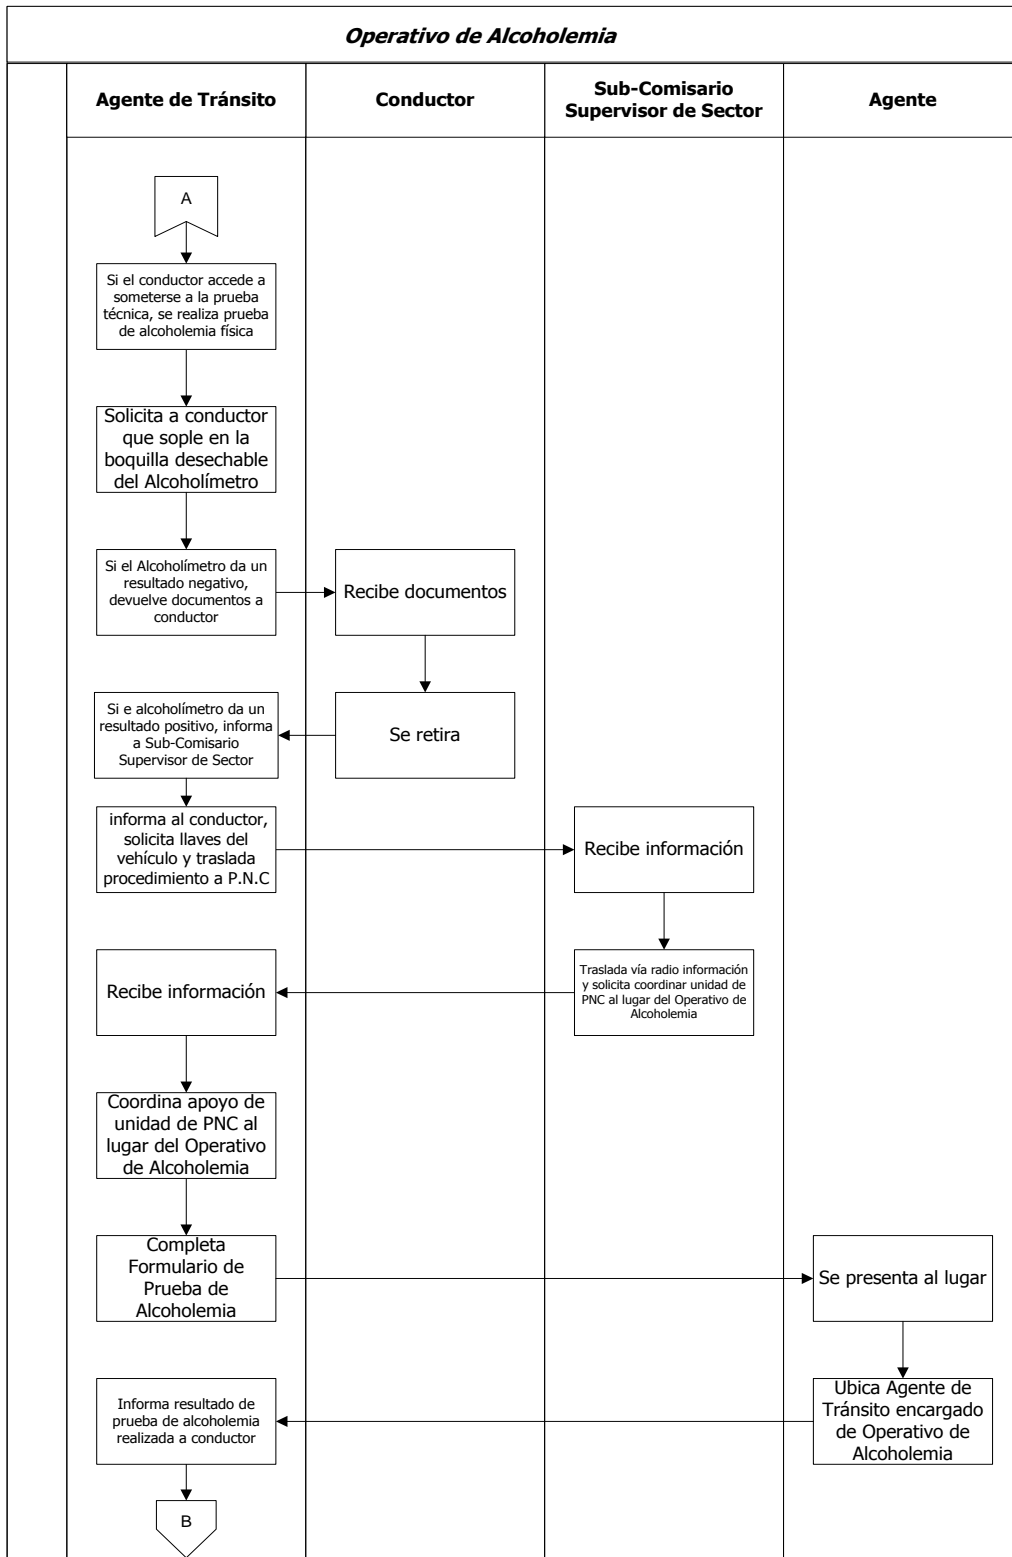 Operativo de Alcoholemia
Agente de Tránsito
Conductor
Sub-Comisario
Supervisor de Sector
Agente
A
Si el conductor accede a
someterse a la prueba
técnica, se realiza prueba
de alcoholemia física
Solicita a conductor
que sople en la
boquilla desechable
del Alcoholímetro
Si el Alcoholímetro da un
resultado negativo,
devuelve documentos a
conductor
Recibe documentos
Si e alcoholímetro da un
resultado positivo, informa
a Sub-Comisario
Supervisor de Sector
Se retira
informa al conductor,
solicita llaves del
vehículo y traslada
procedimiento a P.N.C
Recibe información
Recibe información
Traslada vía radio información
y solicita coordinar unidad de
PNC al lugar del Operativo de
Alcoholemia
Coordina apoyo de
unidad de PNC al
lugar del Operativo
de Alcoholemia
Completa
Formulario de
Prueba de
Alcoholemia
Se presenta al lugar
Informa resultado de
prueba de alcoholemia
realizada a conductor
Ubica Agente de
Tránsito encargado
de Operativo de
Alcoholemia
B